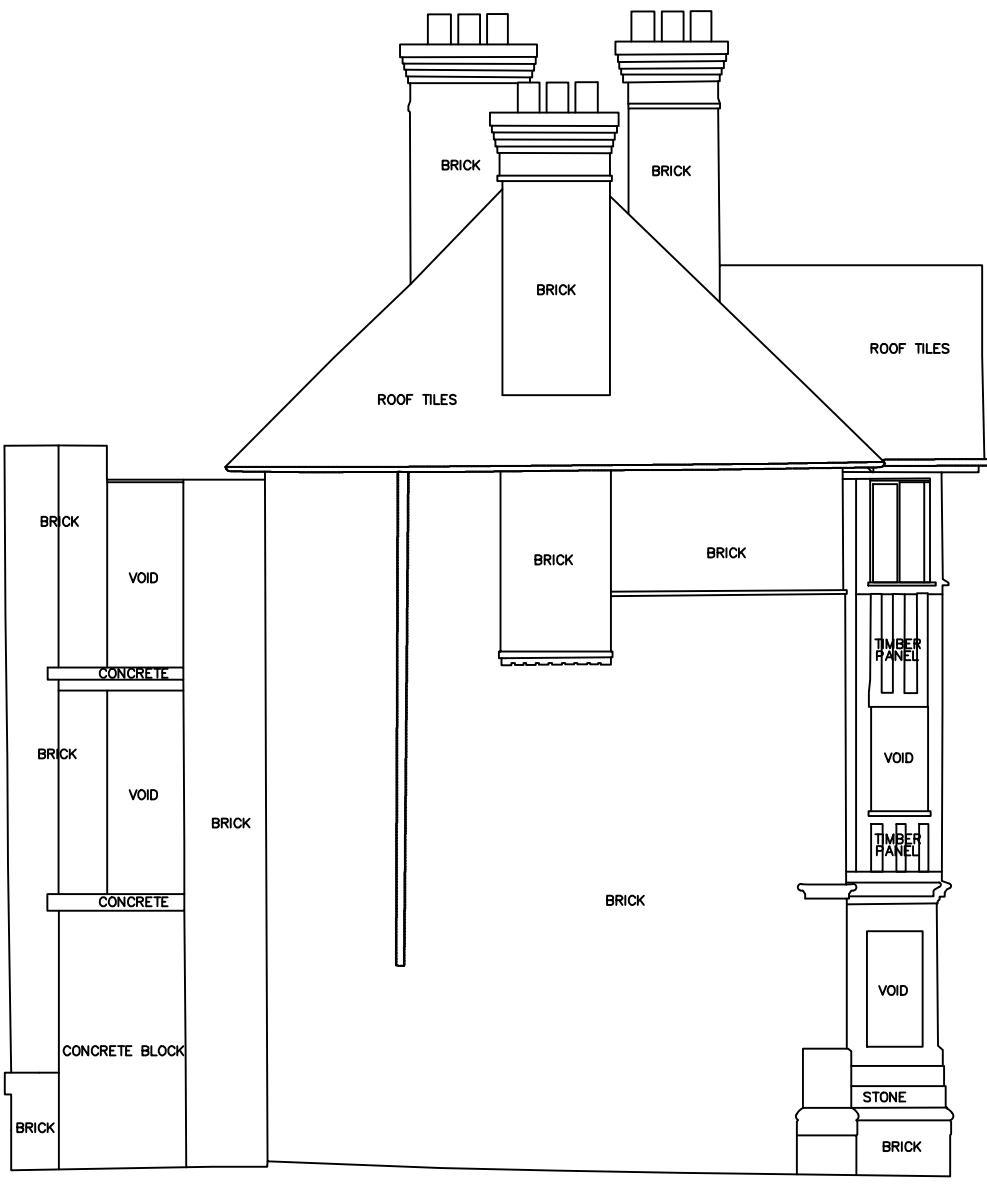 BRICK
BRICK
BRICK
ROOF TILES
ROOF TILES
BRICK
BRICK
BRICK
VOID
TIMBER
PANEL
CONCRETE
BRICK
VOID
VOID
BRICK
TIMBER
PANEL
CONCRETE
BRICK
VOID
CONCRETE BLOCK
STONE
BRICK
BRICK